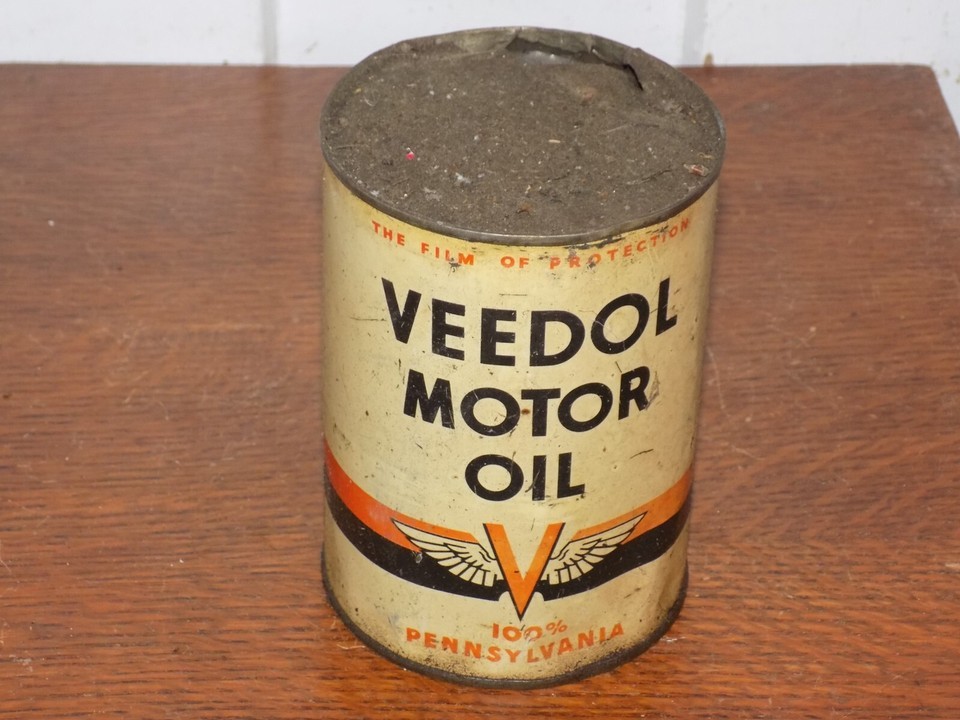 THE FILM OF PROTECTION
VEEDOL
MOTOR
OIL
V
100%
PENNSYLVANIA